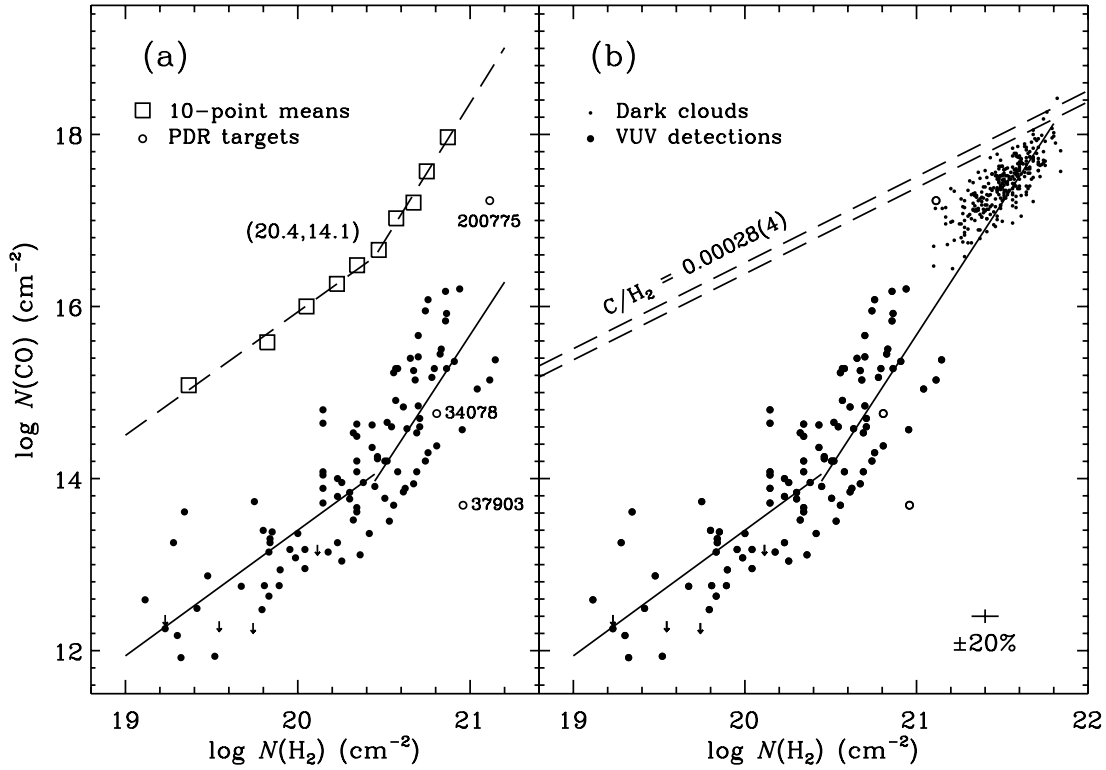 (a)
□ 10−point means
○ PDR targets
(20.4,14.1)
200775
34078
37903
(b)
Dark clouds
VUV detections
C/H₂ = 0.00028(4)
±20%
18
16
14
12
log N(CO) (cm⁻²)
19 20 21
19 20 21 22
log N(H₂) (cm⁻²)
log N(H₂) (cm⁻²)